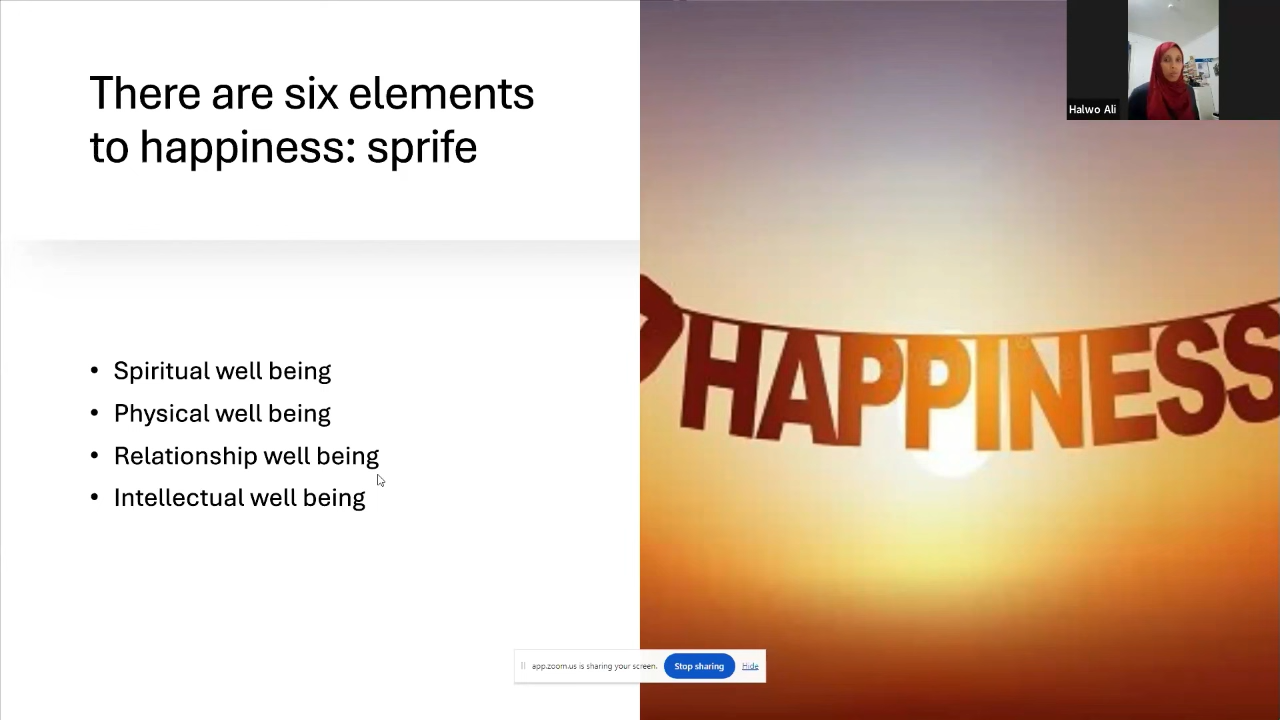 There are six elements
to happiness: sprife
Halwo Ali
HAPPINESS
• Spiritual well being
• Physical well being
• Relationship well being
• Intellectual well being
app.zoom.us is sharing your screen.
Stop sharing
Hide